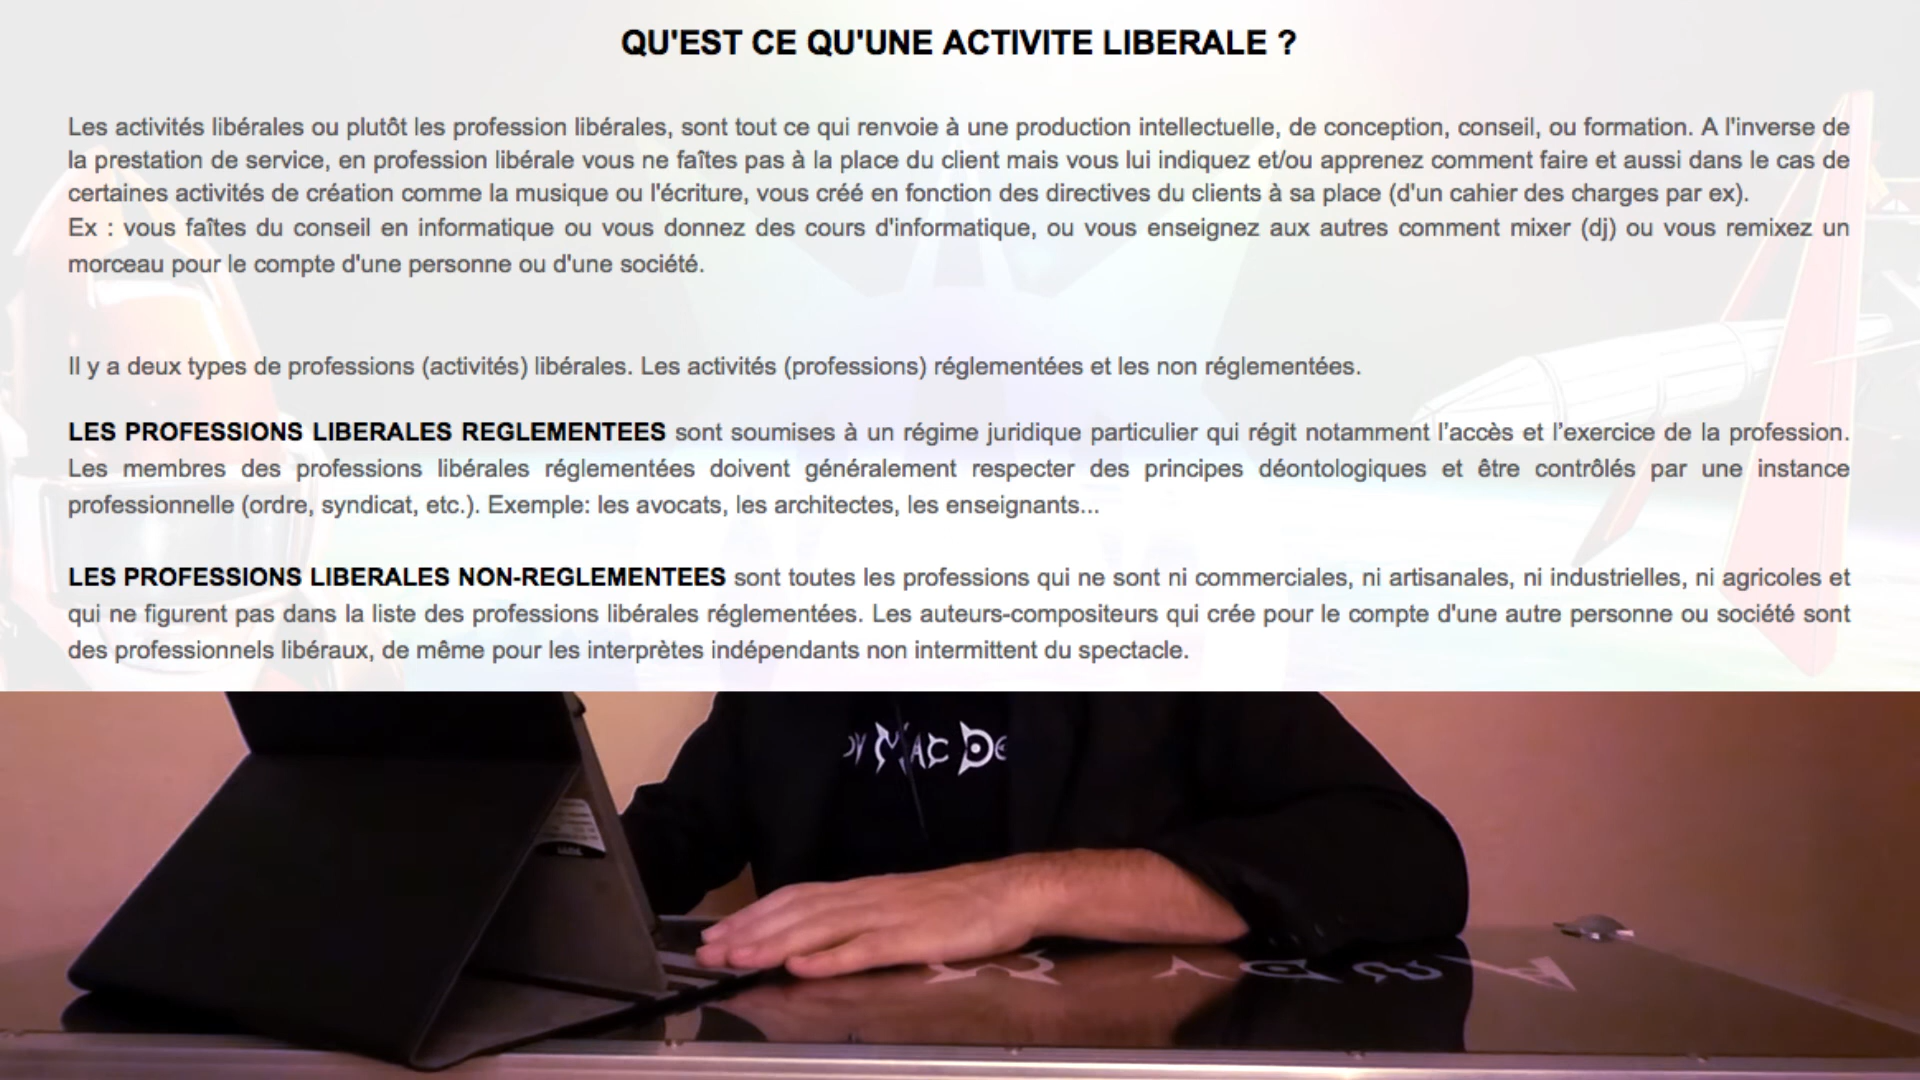 QU'EST CE QU'UNE ACTIVITE LIBERALE ?
Les activités libérales ou plutôt les profession libérales, sont tout ce qui renvoie à une production intellectuelle, de conception, conseil, ou formation. A l'inverse de
la prestation de service, en profession libérale vous ne faîtes pas à la place du client mais vous lui indiquez et/ou apprenez comment faire et aussi dans le cas de
certaines activités de création comme la musique ou l'écriture, vous créé en fonction des directives du clients à sa place (d'un cahier des charges par ex).
Ex : vous faîtes du conseil en informatique ou vous donnez des cours d'informatique, ou vous enseignez aux autres comment mixer (dj) ou vous remixez un
morceau pour le compte d'une personne ou d'une société.
Il y a deux types de professions (activités) libérales. Les activités (professions) réglementées et les non réglementées.
LES PROFESSIONS LIBERALES REGLEMENTEES sont soumises à un régime juridique particulier qui régit notamment l'accès et l'exercice de la profession.
Les membres des professions libérales réglementées doivent généralement respecter des principes déontologiques et être contrôlés par une instance
professionnelle (ordre, syndicat, etc.). Exemple: les avocats, les architectes, les enseignants...
LES PROFESSIONS LIBERALES NON-REGLEMENTEES sont toutes les professions qui ne sont ni commerciales, ni artisanales, ni industrielles, ni agricoles et
qui ne figurent pas dans la liste des professions libérales réglementées. Les auteurs-compositeurs qui crée pour le compte d'une autre personne ou société sont
des professionnels libéraux, de même pour les interprètes indépendants non intermittent du spectacle.